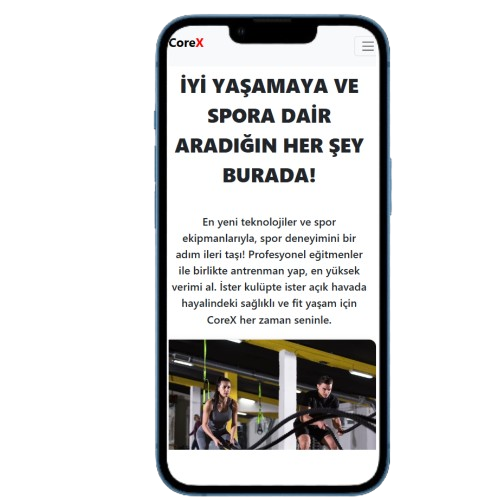 CoreX
İYİ YAŞAMAYA VE
SPORA DAİR
ARADIĞIN HER ŞEY
BURADA!
En yeni teknolojiler ve spor
ekipmanlarıyla, spor deneyimini bir
adım ileri taşı! Profesyonel eğitmenler
ile birlikte antrenman yap, en yüksek
verimi al. İster kulüpte ister açık havada
hayalindeki sağlıklı ve fit yaşam için
CoreX her zaman seninle.